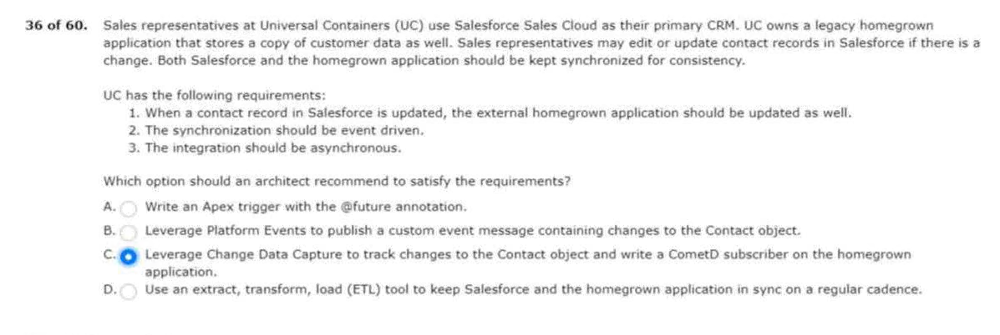 36 of 60. Sales representatives at Universal Containers (UC) use Salesforce Sales Cloud as their primary CRM. UC owns a legacy homegrown
application that stores a copy of customer data as well. Sales representatives may edit or update contact records in Salesforce if there is a
change. Both Salesforce and the homegrown application should be kept synchronized for consistency.
UC has the following requirements:
1. When a contact record in Salesforce is updated, the external homegrown application should be updated as well.
2. The synchronization should be event driven.
3. The integration should be asynchronous.
Which option should an architect recommend to satisfy the requirements?
A. Write an Apex trigger with the @future annotation.
B. Leverage Platform Events to publish a custom event message containing changes to the Contact object.
C. Leverage Change Data Capture to track changes to the Contact object and write a CometD subscriber on the homegrown
application.
D. Use an extract, transform, load (ETL) tool to keep Salesforce and the homegrown application in sync on a regular cadence.